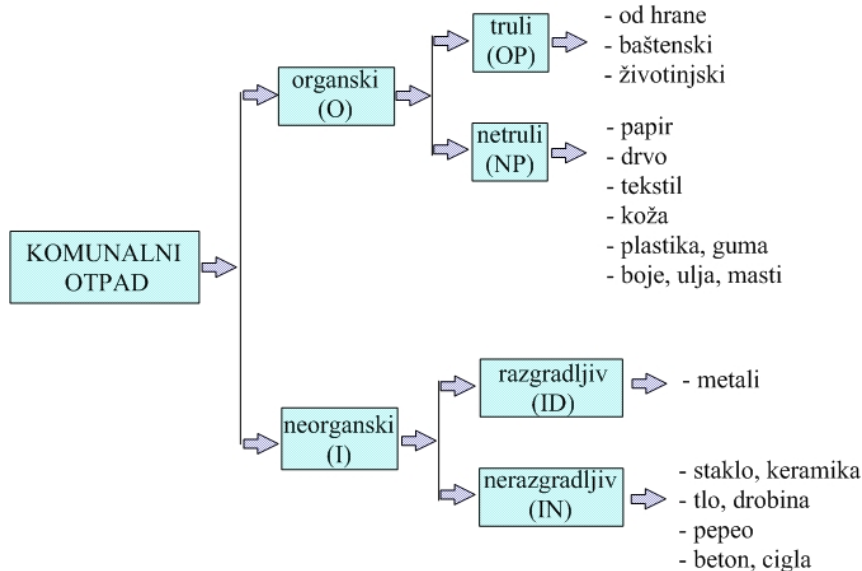 KOMUNALNI
OTPAD
organski
(O)
truli
(OP)
- od hrane
- baštenski
- životinjski
netruli
(NP)
- papir
- drvo
- tekstil
- koža
- plastika, guma
- boje, ulja, masti
neorganski
(I)
razgradljiv
(ID)
- metali
nerazgradljiv
(IN)
- staklo, keramika
- tlo, drobina
- pepeo
- beton, cigla